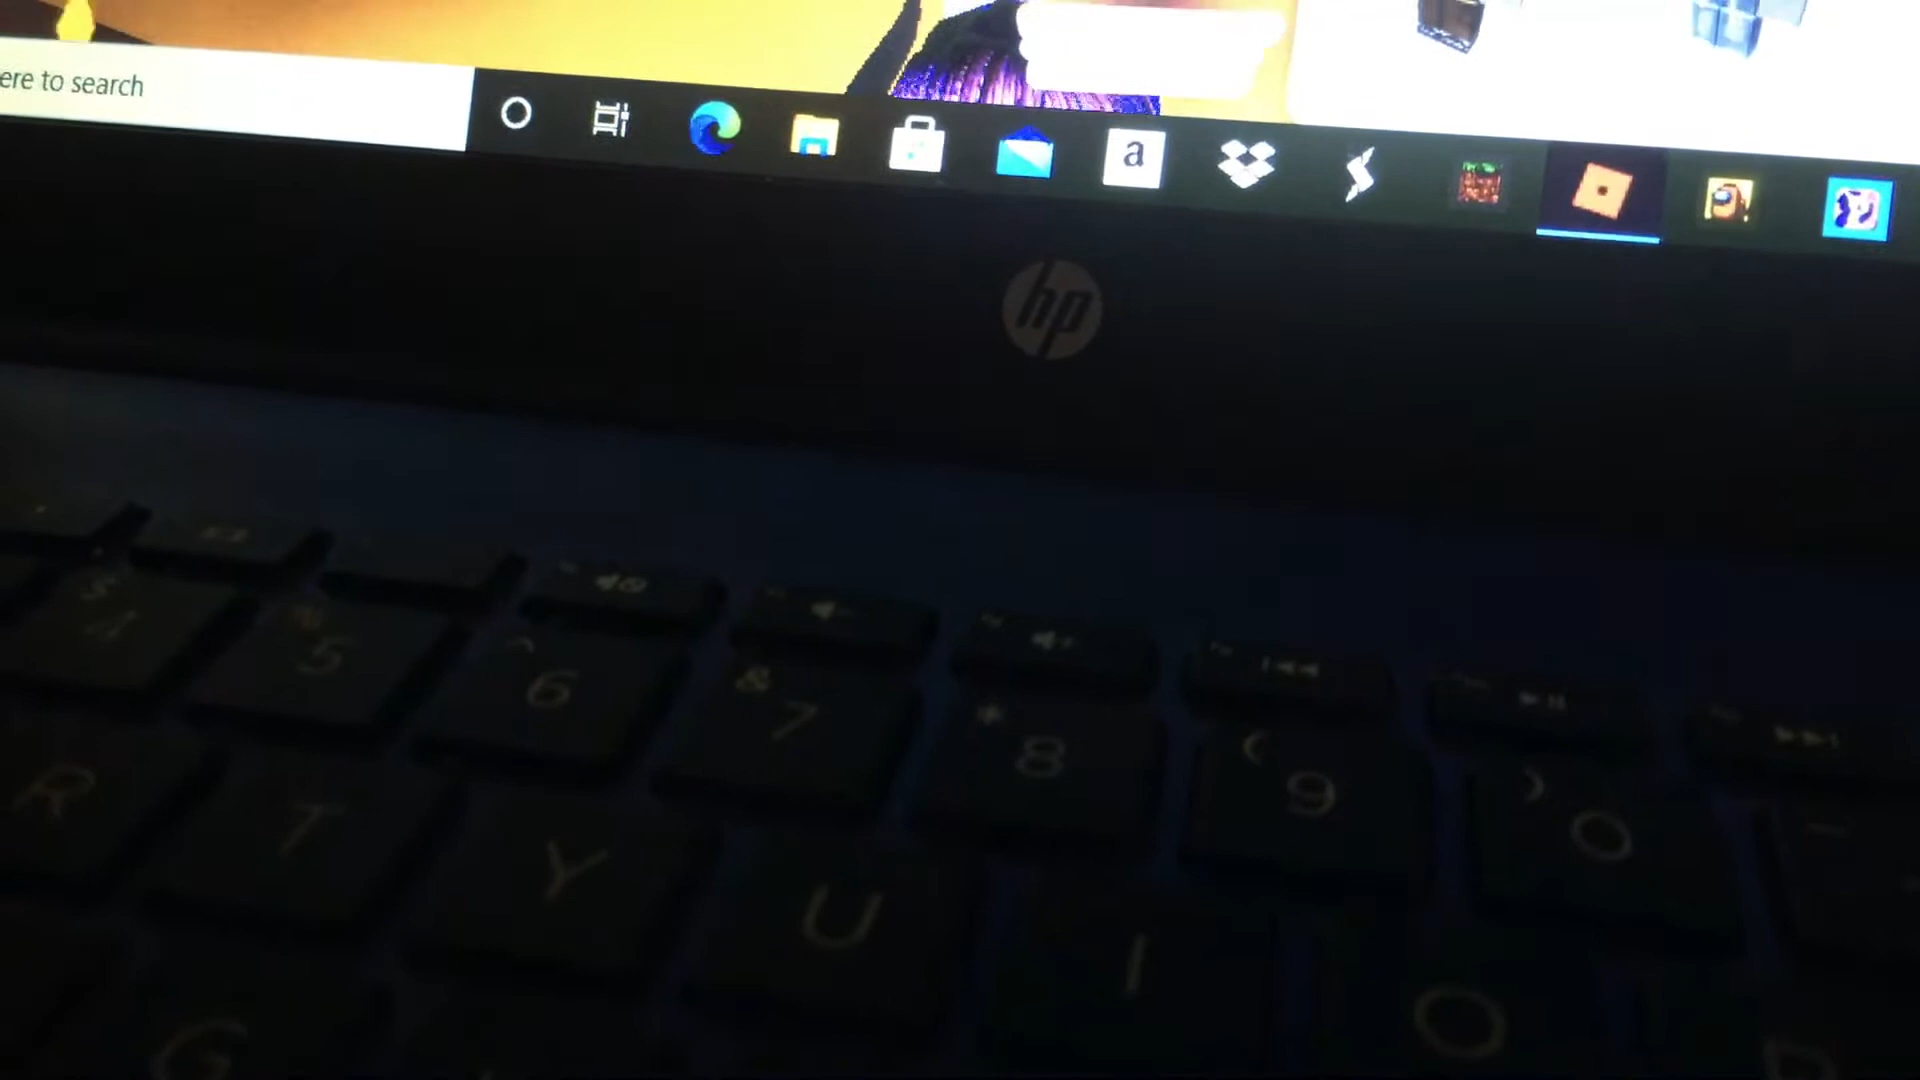 ere to search
a
hp
$ 4
% 5
^ 6
& 7
* 8
( 9
) 0
R T Y U I O
G